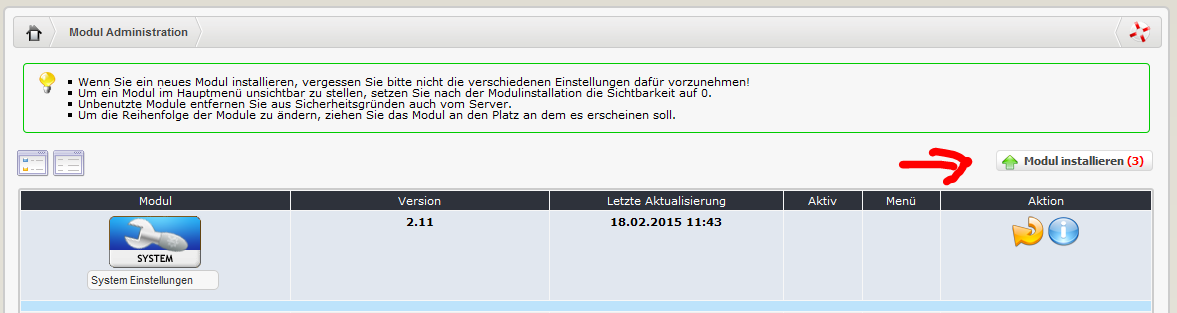 Modul Administration
Wenn Sie ein neues Modul installieren, vergessen Sie bitte nicht die verschiedenen Einstellungen dafür vorzunehmen!
Um ein Modul im Hauptmenü unsichtbar zu stellen, setzen Sie nach der Modulinstallation die Sichtbarkeit auf 0.
Unbenutzte Module entfernen Sie aus Sicherheitsgründen auch vom Server.
Um die Reihenfolge der Module zu ändern, ziehen Sie das Modul an den Platz an dem es erscheinen soll.
Modul installieren (3)
Modul Version Letzte Aktualisierung Aktiv Menü Aktion
2.11 18.02.2015 11:43
SYSTEM
System Einstellungen